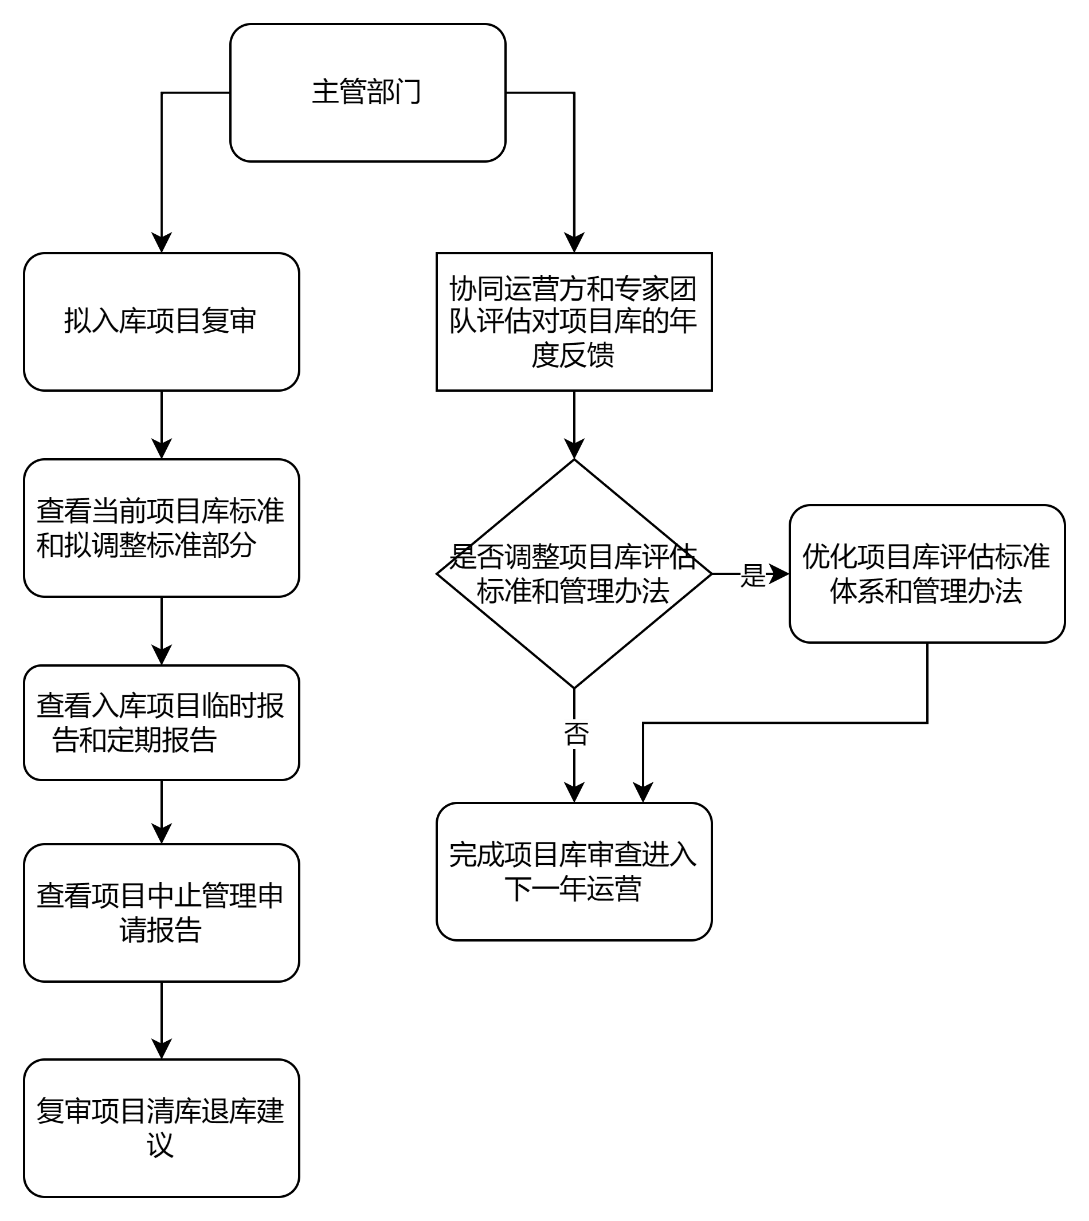 主管部门
拟入库项目复审
协同运营方和专家团
队评估对项目库的年
度反馈
查看当前项目库标准
和拟调整标准部分
是否调整项目库评估
标准和管理办法
是
优化项目库评估标准
体系和管理办法
查看入库项目临时报
告和定期报告
否
查看项目中止管理申
请报告
完成项目库审查进入
下一年运营
复审项目清库退库建
议